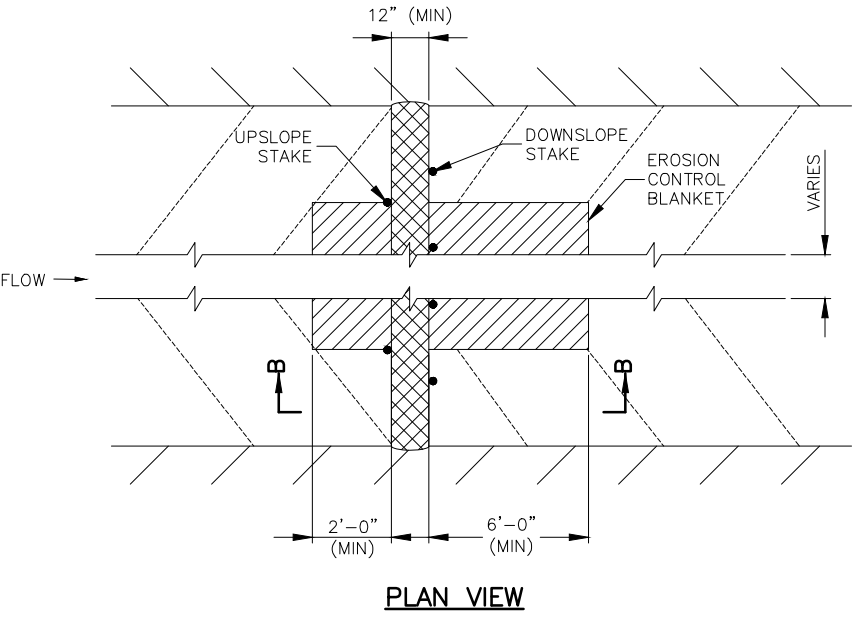 12" (MIN)
UPSLOPE
STAKE
DOWNSLOPE
STAKE
EROSION
CONTROL
BLANKET
VARIES
FLOW
B
B
2'-0"
(MIN)
6'-0"
(MIN)
PLAN VIEW